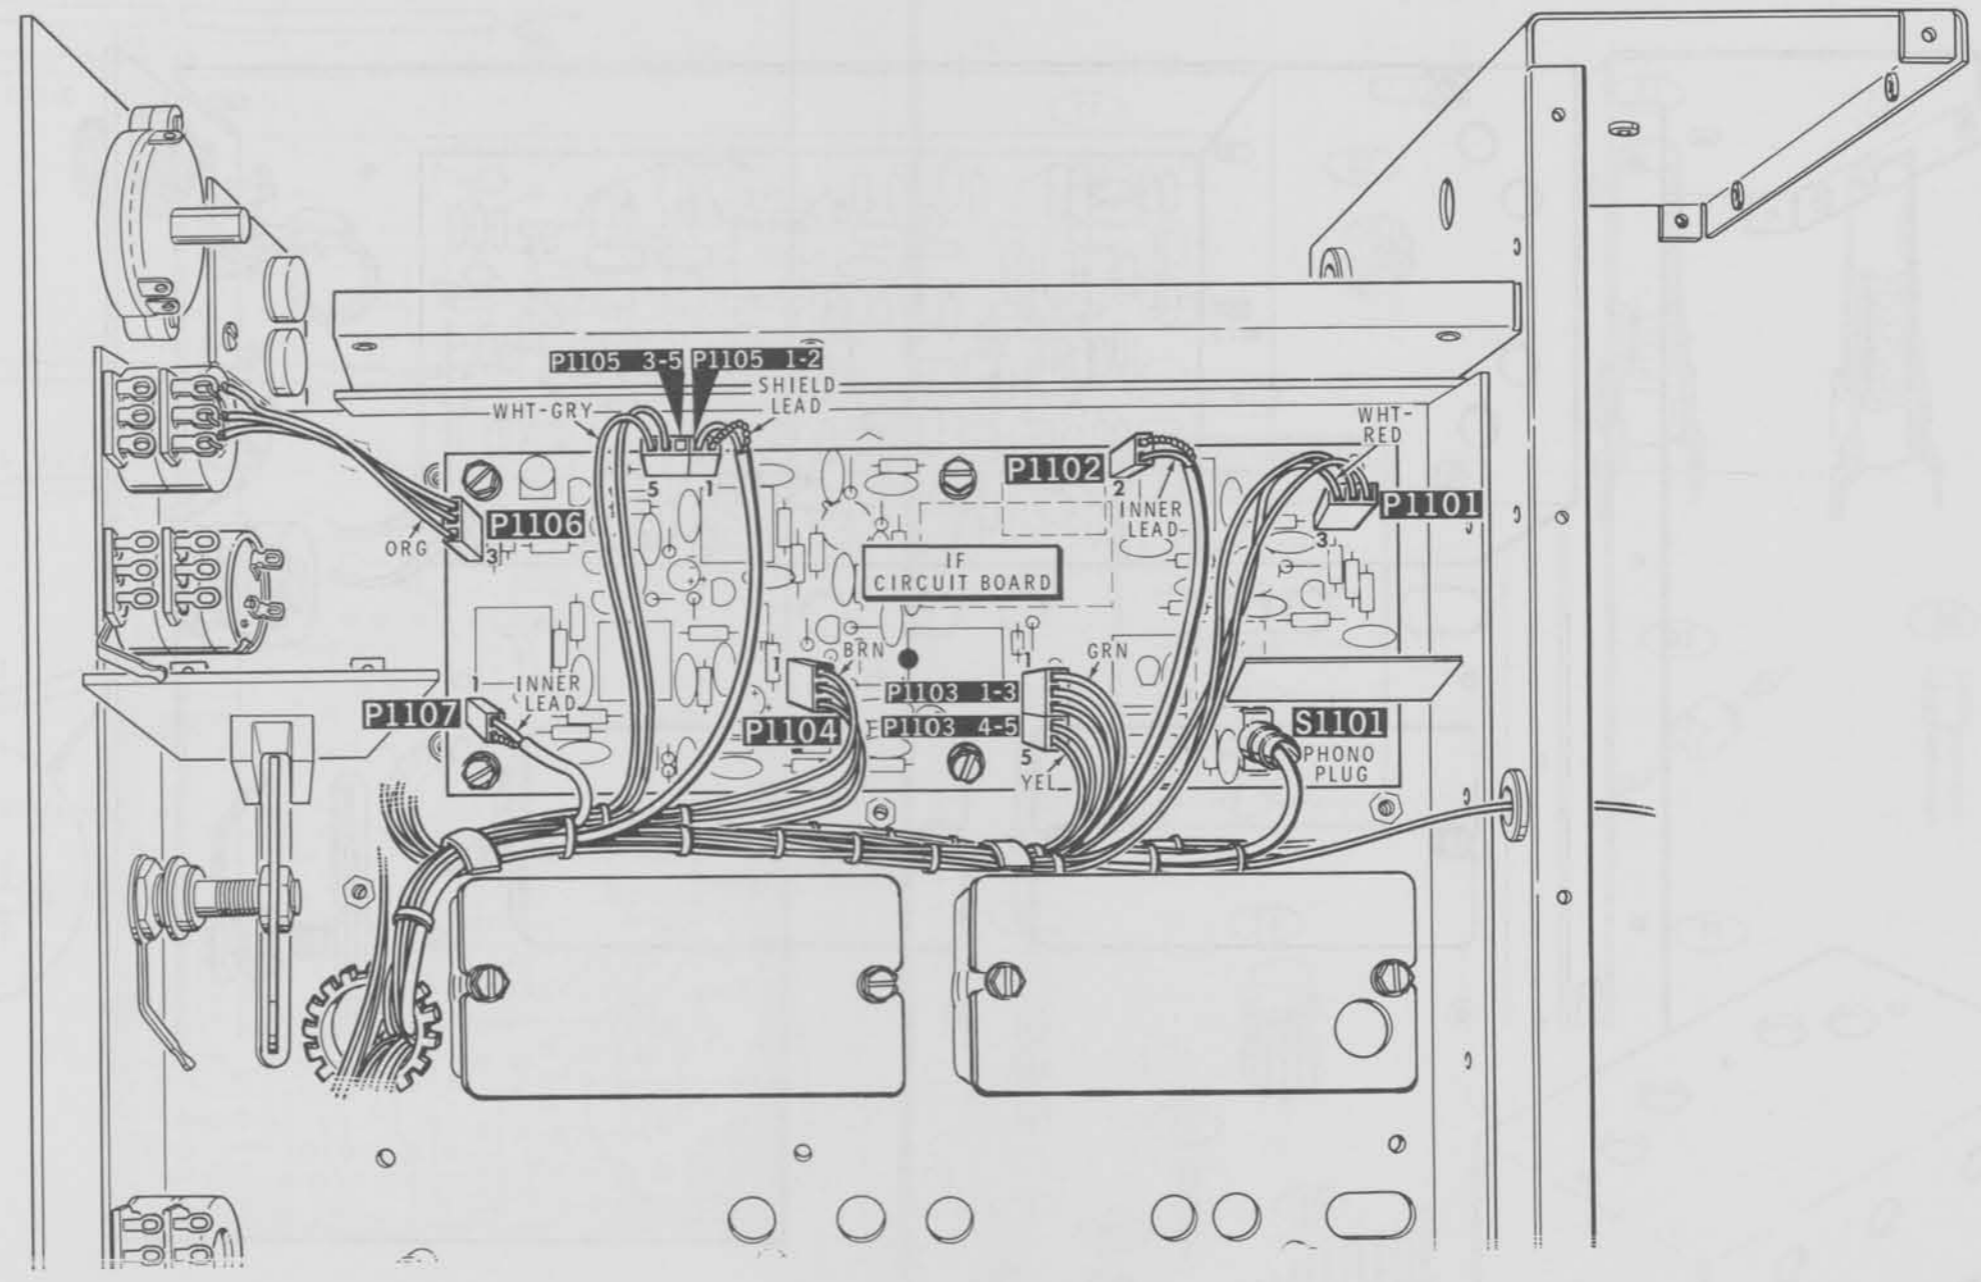 P1105 3-5
P1105 1-2
SHIELD
LEAD
WHT-GRY
WHT-
RED
5
1
P1102
2
INNER
LEAD
P1101
3
P1106
3
ORG
IF
CIRCUIT BOARD
1
INNER
LEAD
P1107
1
BRN
P1104
1
GRN
P1103 1-3
P1103 4-5
5
YEL
S1101
PHONO
PLUG